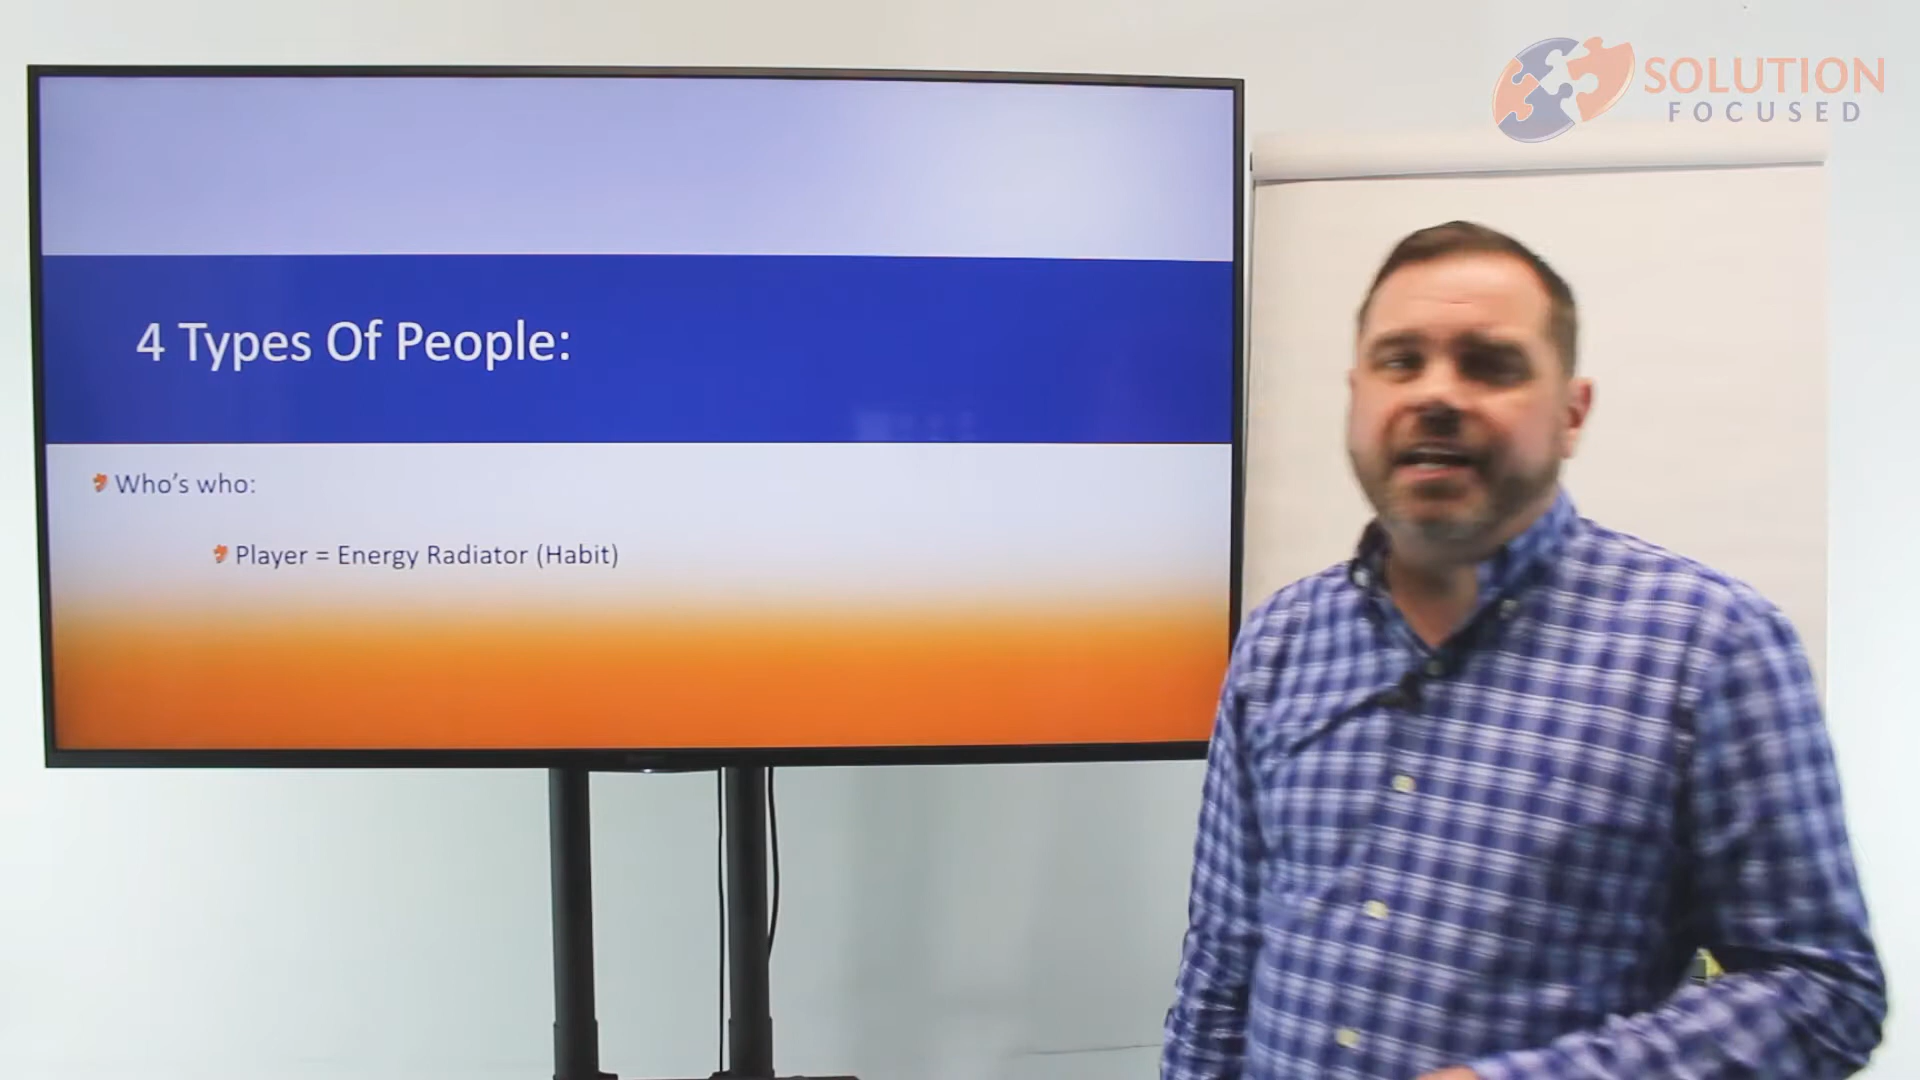 SOLUTION
FOCUSED
4 Types Of People:
Who's who:
Player = Energy Radiator (Habit)